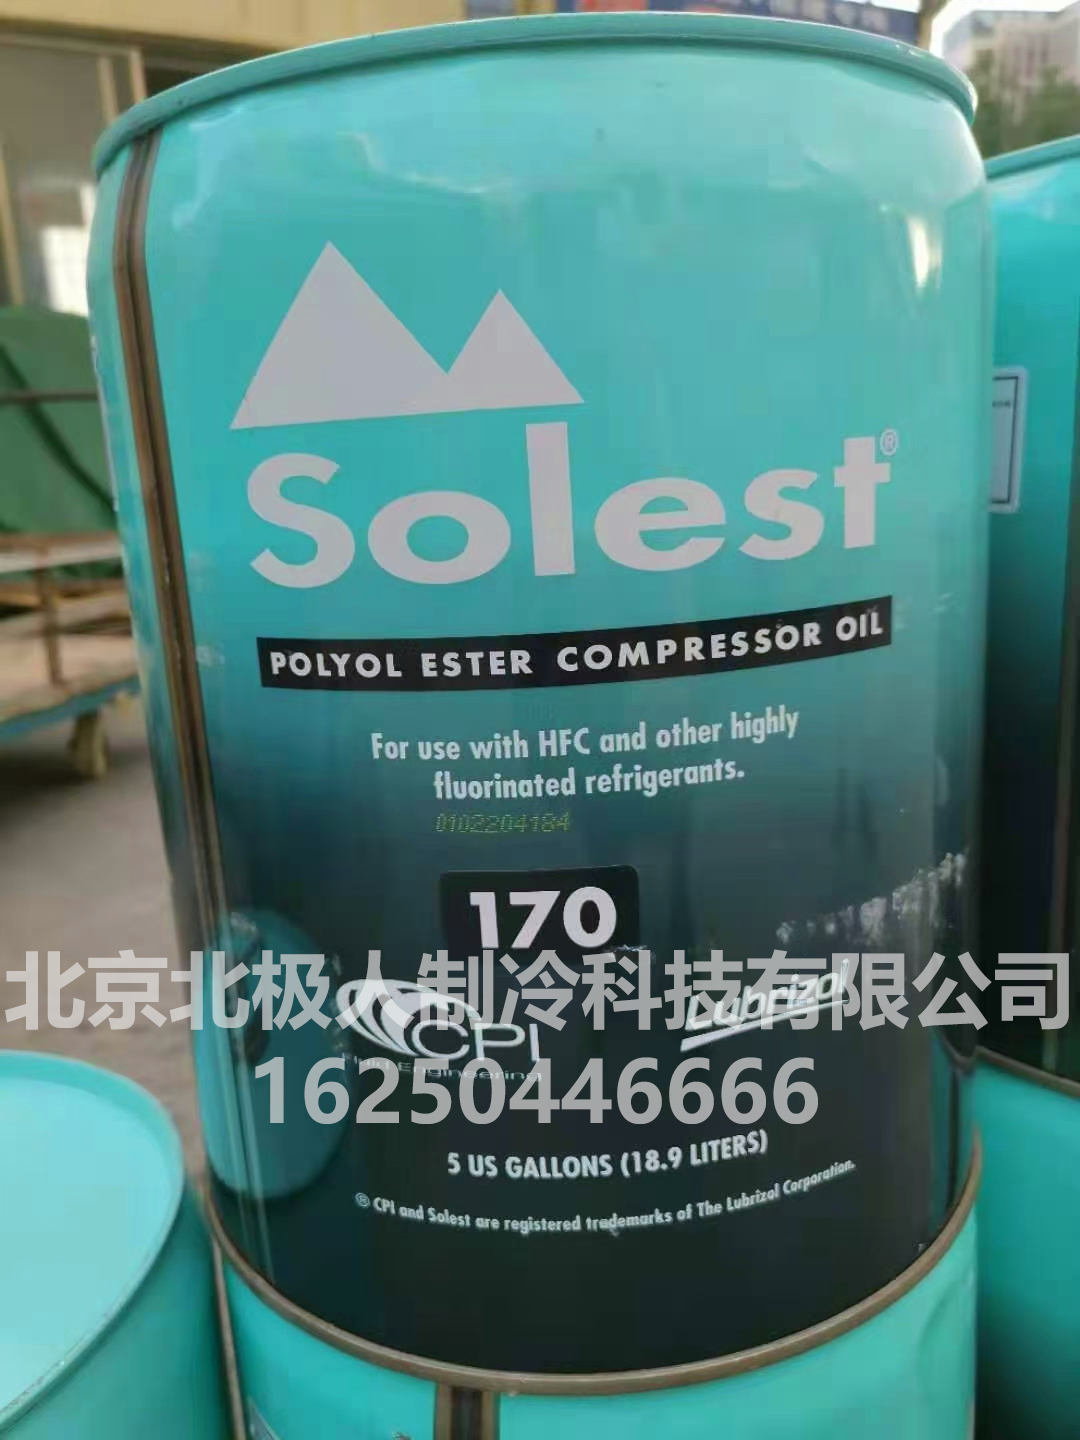 Solest®
POLYOL ESTER COMPRESSOR OIL
For use with HFC and other highly
fluorinated refrigerants.
0102204184
170
北京北极人制冷科技有限公司
CPI
Fluid Engineering
Lubrizol
16250446666
5 US GALLONS (18.9 LITERS)
® CPI and Solest are registered trademarks of The Lubrizol Corporation.